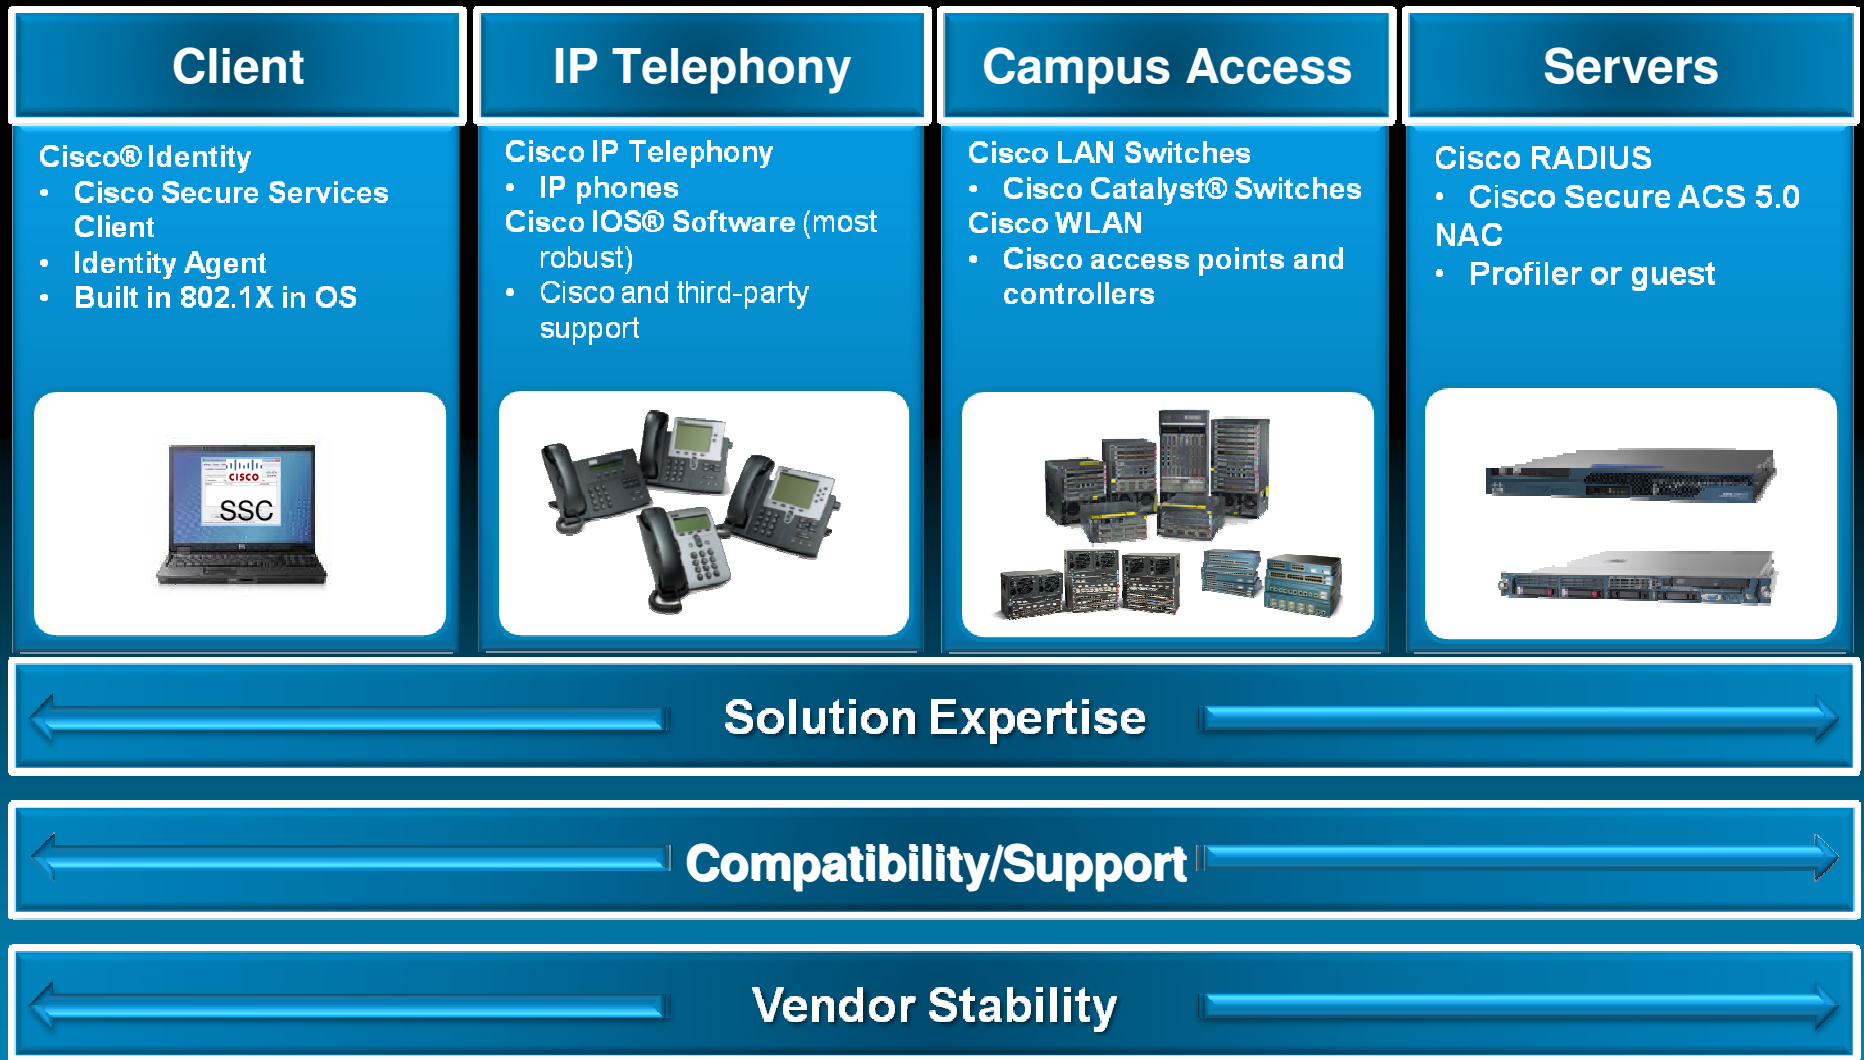 Client
Cisco® Identity
• Cisco Secure Services
Client
• Identity Agent
• Built in 802.1X in OS
CISCO
SSC
IP Telephony
Cisco IP Telephony
• IP phones
Cisco IOS® Software (most
robust)
• Cisco and third-party
support
Campus Access
Cisco LAN Switches
• Cisco Catalyst® Switches
Cisco WLAN
• Cisco access points and
controllers
Servers
Cisco RADIUS
• Cisco Secure ACS 5.0
NAC
• Profiler or guest
Solution Expertise
Compatibility/Support
Vendor Stability